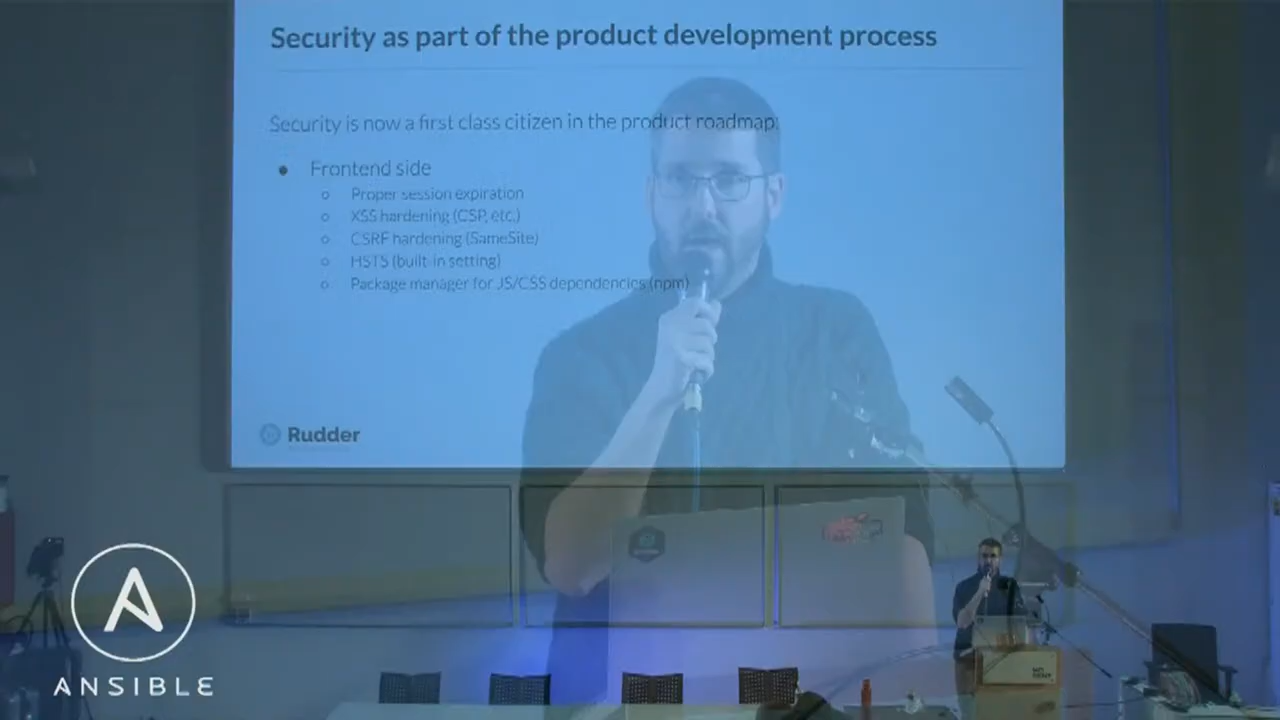 Security as part of the product development process
Security is now a first class citizen in the product roadmap:
● Frontend side
○ Proper session expiration
○ XSS hardening (CSP, etc.)
○ CSRF hardening (SameSite)
○ HSTS (built-in setting)
○ Package manager for JS/CSS dependencies (npm)
Rudder
ANSIBLE